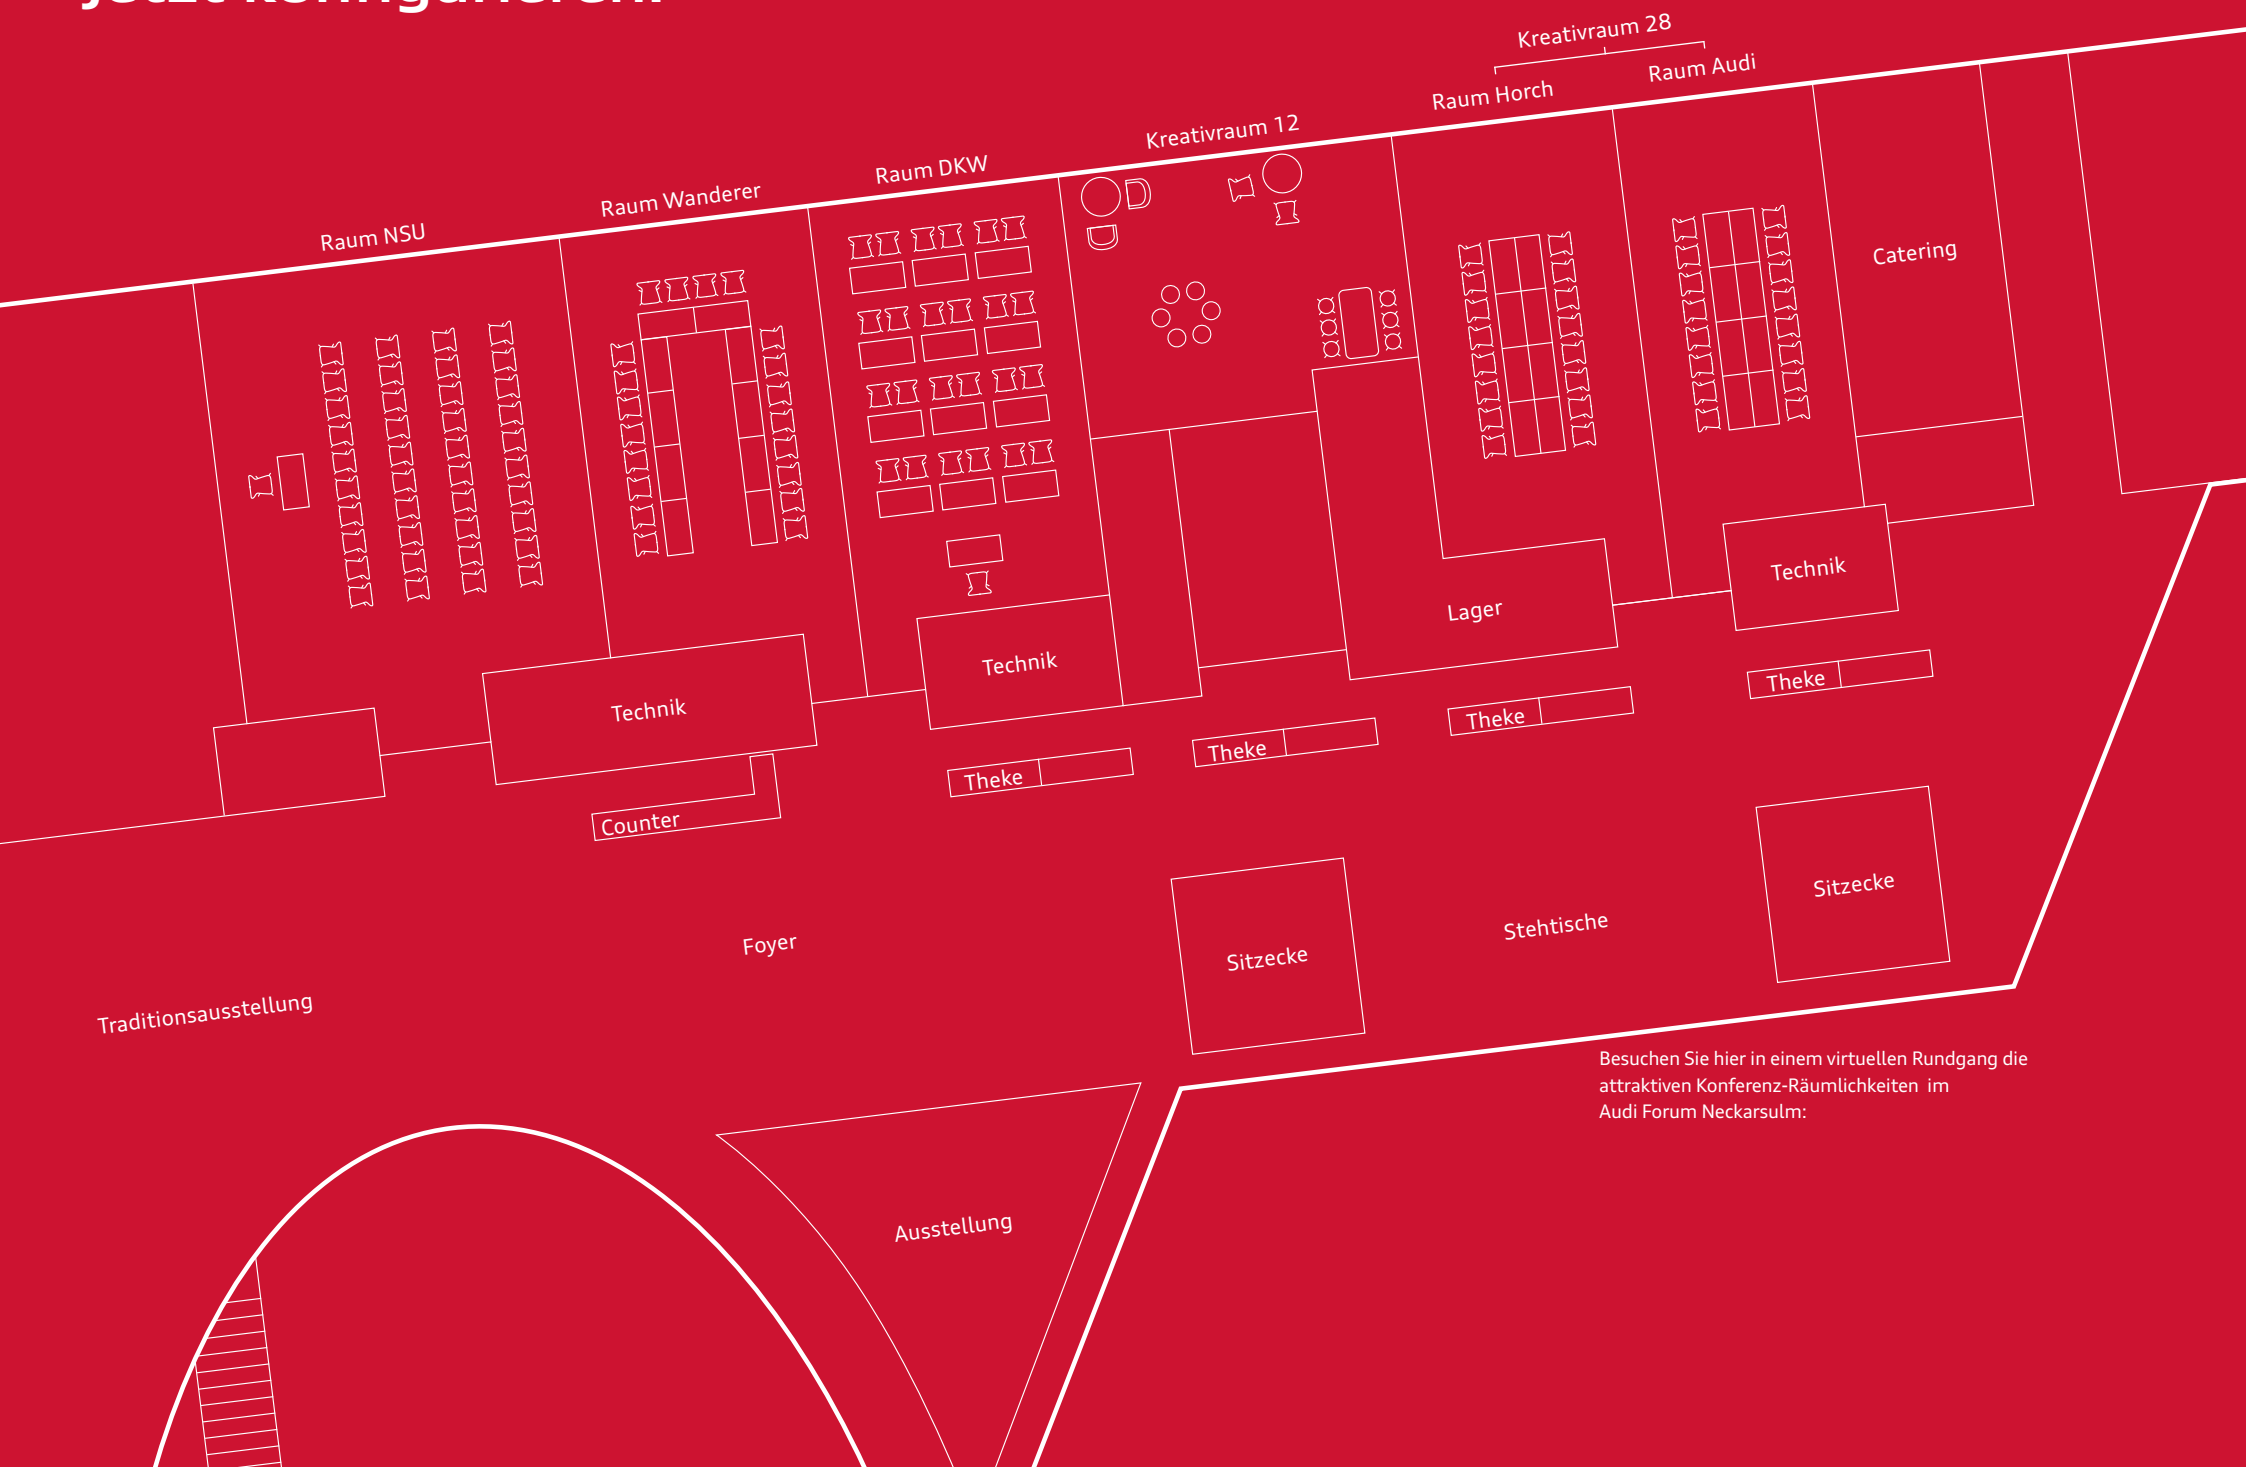 Jetzt konfigurieren!
Kreativraum 28
Raum Audi
Raum Horch
Kreativraum 12
Raum DKW
Raum Wanderer
Raum NSU
Catering
Technik
Lager
Technik
Technik
Theke
Theke
Theke
Theke
Counter
Sitzecke
Stehtische
Foyer
Sitzecke
Traditionsausstellung
Besuchen Sie hier in einem virtuellen Rundgang die
attraktiven Konferenz-Räumlichkeiten im
Audi Forum Neckarsulm:
Ausstellung